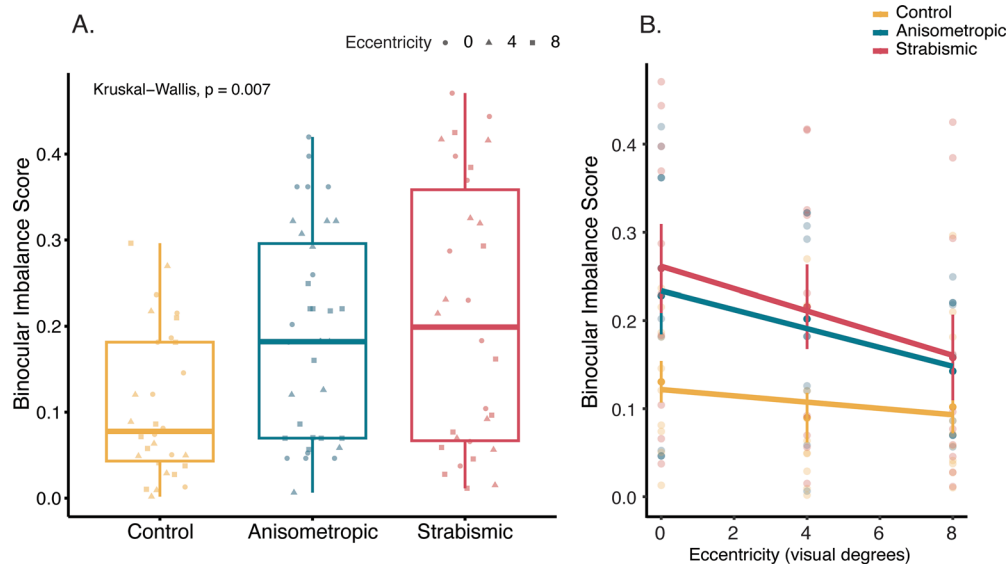 A.
Eccentricity 0 4 8
Kruskal−Wallis, p = 0.007
Binocular Imbalance Score
0.4
0.3
0.2
0.1
0.0
Control Anisometropic Strabismic
B.
Control
Anisometropic
Strabismic
Binocular Imbalance Score
0.4
0.3
0.2
0.1
0.0
0 2 4 6 8
Eccentricity (visual degrees)